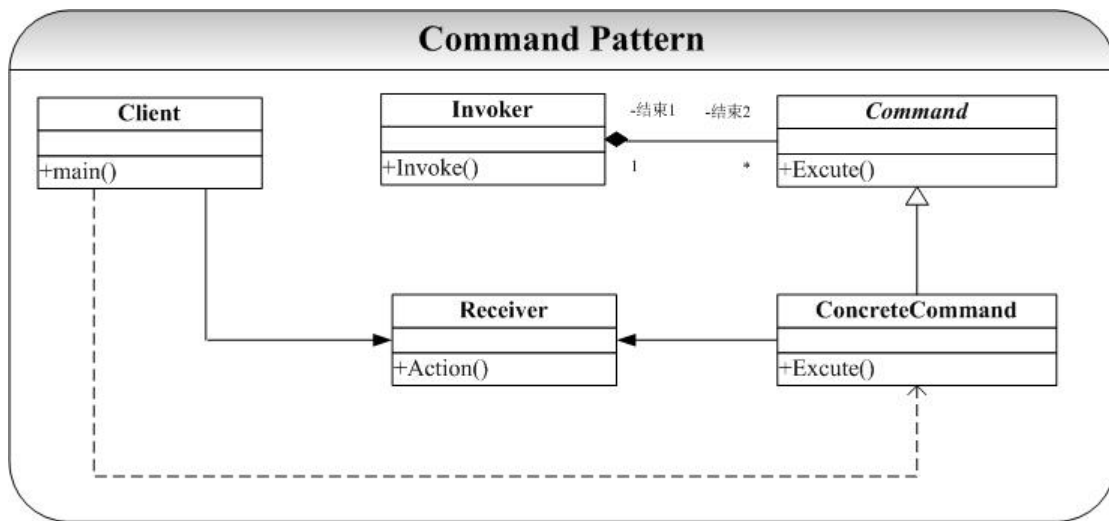 Command Pattern
Client
+main()
Invoker
+Invoke()
-结束1
-结束2
1
*
Command
+Excute()
Receiver
+Action()
ConcreteCommand
+Excute()